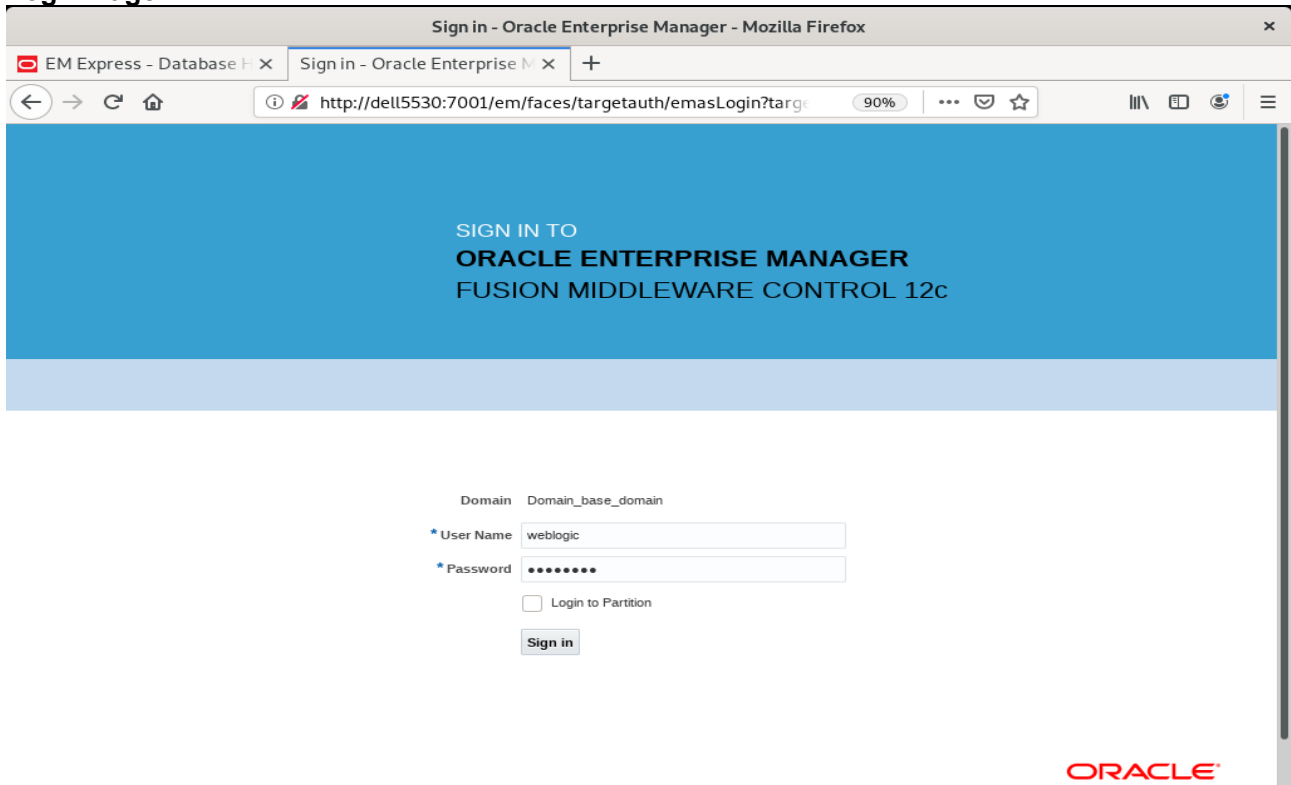 Sign in - Oracle Enterprise Manager - Mozilla Firefox
EM Express - Database H
Sign in - Oracle Enterprise M
http://dell5530:7001/em/faces/targetauth/emasLogin?targe
90%
SIGN IN TO
ORACLE ENTERPRISE MANAGER
FUSION MIDDLEWARE CONTROL 12c
Domain Domain_base_domain
* User Name weblogic
* Password ••••••••
Login to Partition
Sign in
ORACLE